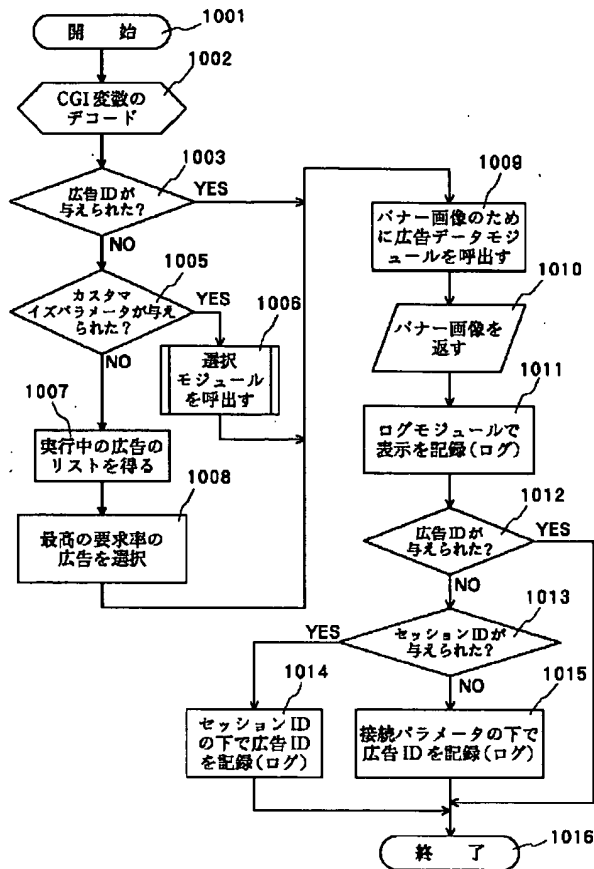 1001
開 始
1002
CGI変数の
デコード
1003
広告IDが
与えられた?
YES
NO
1005
カスタマ
イズパラメータが与え
られた?
YES
NO
1006
選択
モジュール
を呼出す
1007
実行中の広告の
リストを得る
1008
最高の要求率の
広告を選択
1009
バナー画像のため
に広告データモジ
ュールを呼出す
1010
バナー画像を
返す
1011
ログモジュールで
表示を記録(ログ)
1012
広告IDが
与えられた?
YES
NO
1013
セッションIDが
与えられた?
YES
NO
1014
セッションID
の下で広告ID
を記録(ログ)
1015
接続パラメータの下で
広告IDを記録(ログ)
終 了
1016